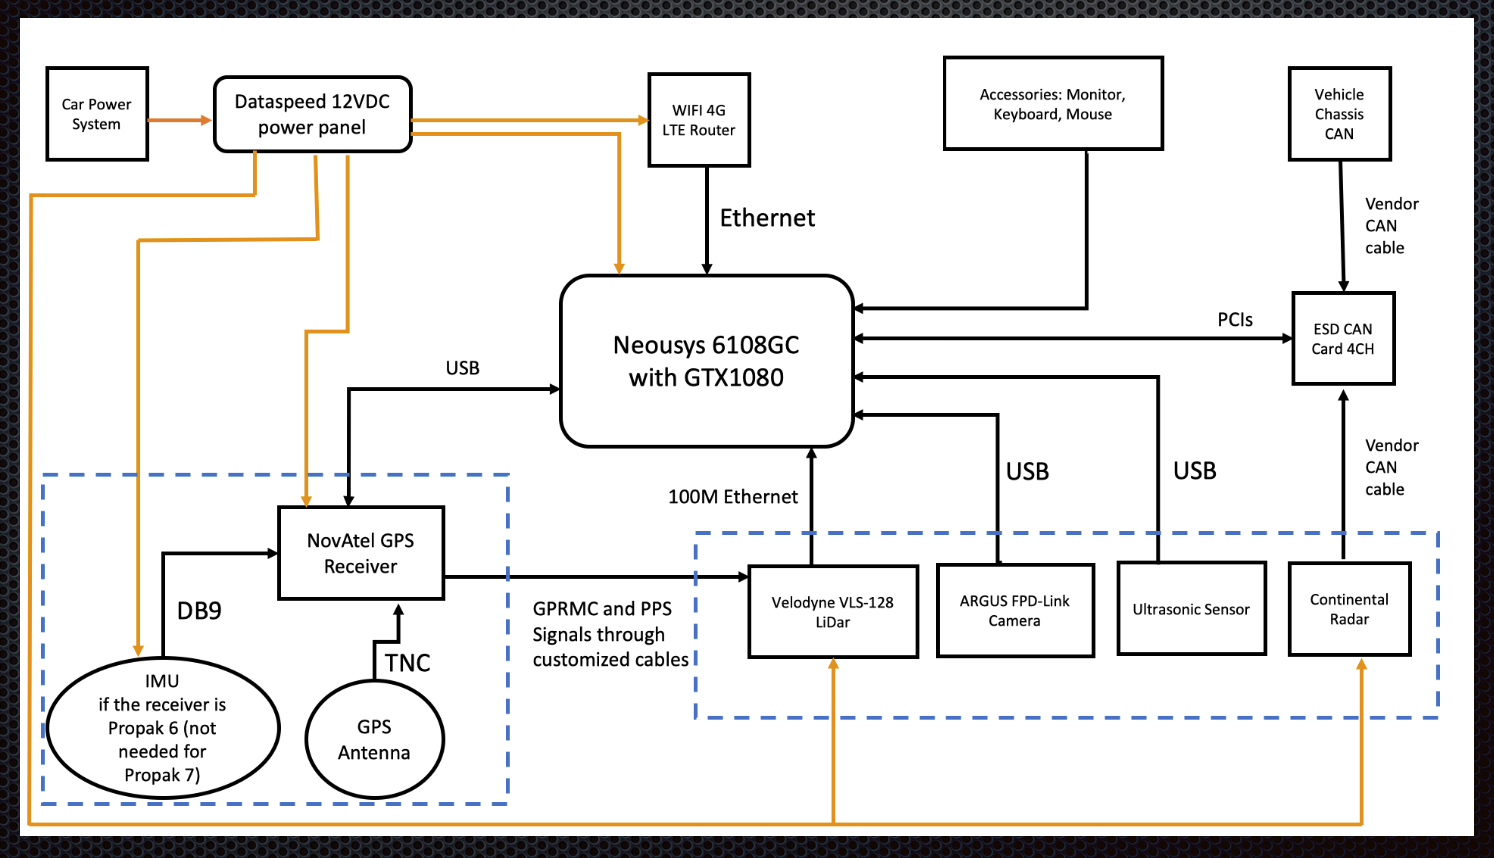 Car Power
System
Dataspeed 12VDC
power panel
WIFI 4G
LTE Router
Accessories: Monitor,
Keyboard, Mouse
Vehicle
Chassis
CAN
Ethernet
Vendor
CAN
cable
Neousys 6108GC
with GTX1080
PCIs
ESD CAN
Card 4CH
USB
100M Ethernet
USB
USB
Vendor
CAN
cable
NovAtel GPS
Receiver
DB9
TNC
GPRMC and PPS
Signals through
customized cables
Velodyne VLS-128
LiDar
ARGUS FPD-Link
Camera
Ultrasonic Sensor
Continental
Radar
IMU
if the receiver is
Propak 6 (not
needed for
Propak 7)
GPS
Antenna